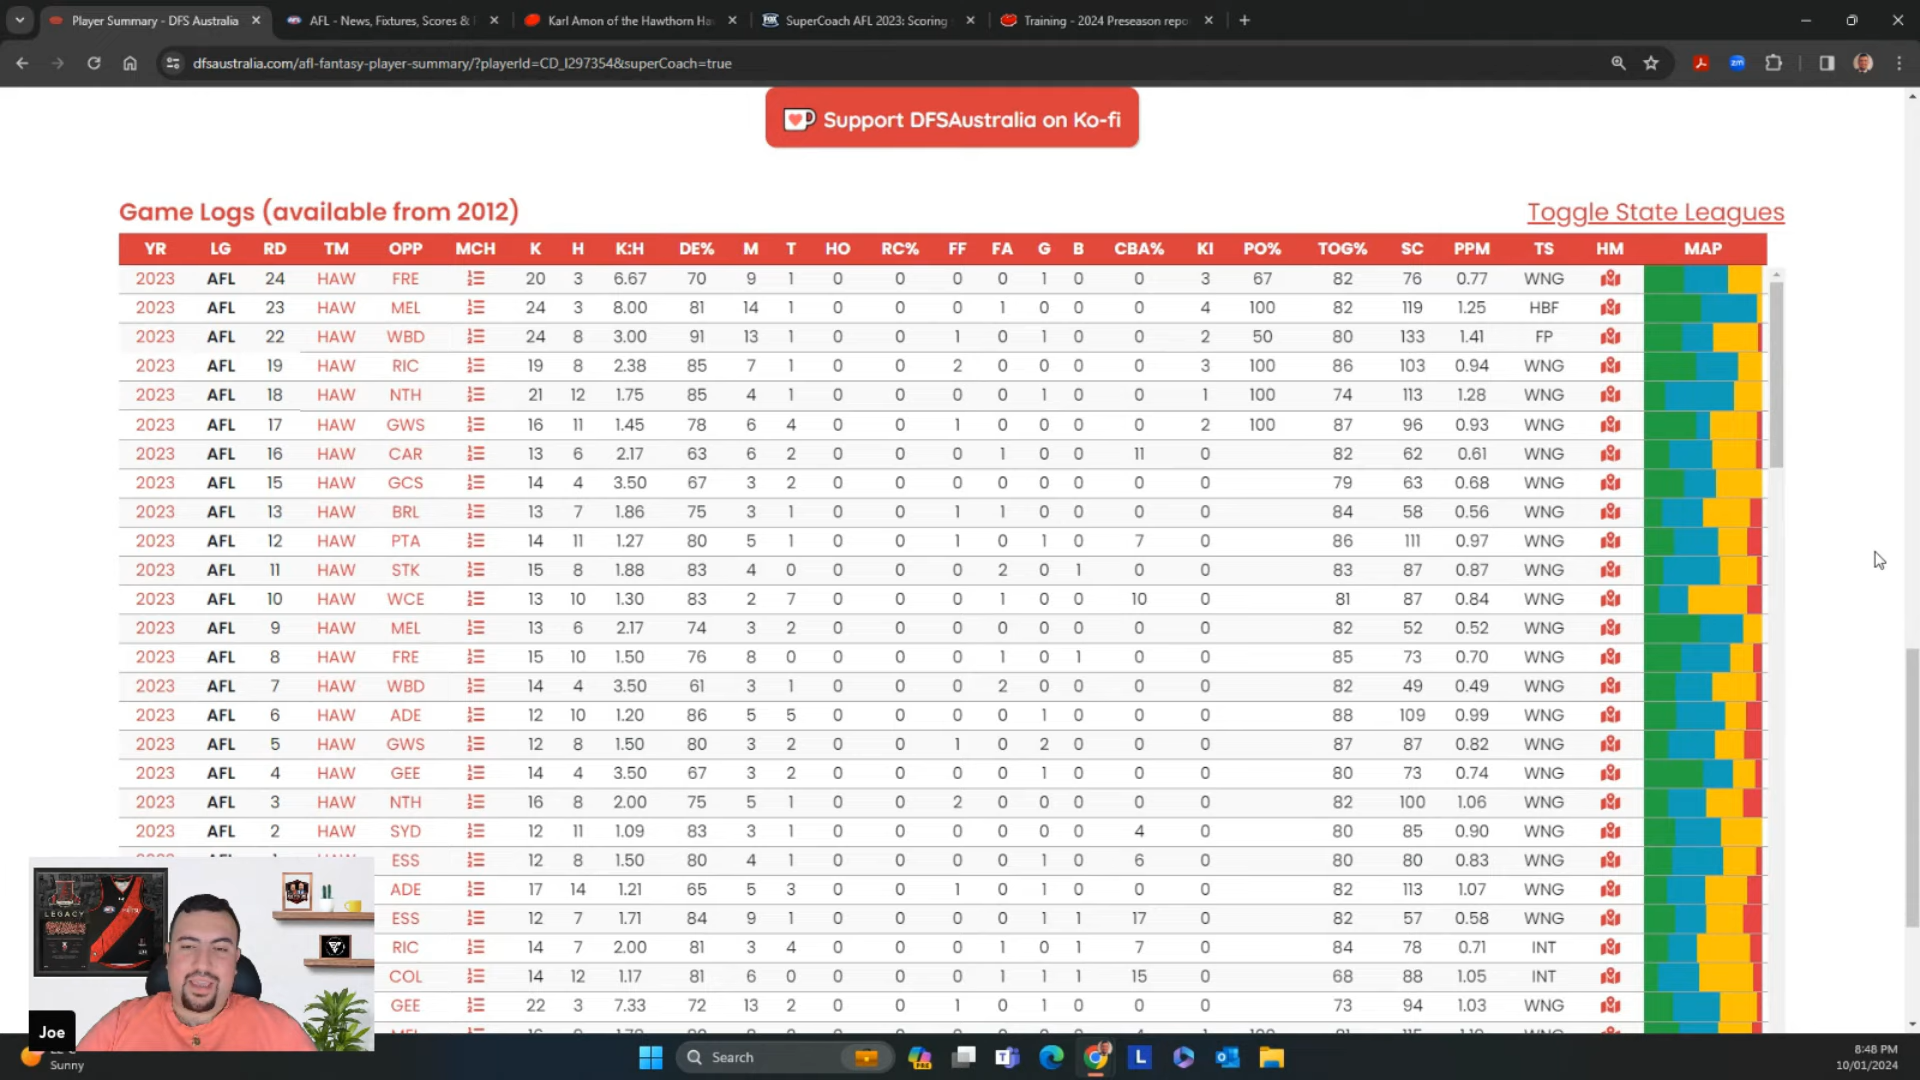 Player Summary - DFS Australia
AFL - News, Fixtures, Scores &
Karl Amon of the Hawthorn Ha
SuperCoach AFL 2023: Scoring
Training - 2024 Preseason repo
dfsaustralia.com/afl-fantasy-player-summary/?playerId=CD_I297354&superCoach=true
Support DFSAustralia on Ko-fi
Game Logs (available from 2012)
Toggle State Leagues
YR LG RD TM OPP MCH K H K:H DE% M T HO RC% FF FA G B CBA% KI PO% TOG% SC PPM TS HM MAP
2023 AFL 24 HAW FRE 20 3 6.67 70 9 1 0 0 0 0 1 0 0 3 67 82 76 0.77 WNG
2023 AFL 23 HAW MEL 24 3 8.00 81 14 1 0 0 0 1 0 0 0 4 100 82 119 1.25 HBF
2023 AFL 22 HAW WBD 24 8 3.00 91 13 1 0 0 1 0 1 0 0 2 50 80 133 1.41 FP
2023 AFL 19 HAW RIC 19 8 2.38 85 7 1 0 0 2 0 0 0 0 3 100 86 103 0.94 WNG
2023 AFL 18 HAW NTH 21 12 1.75 85 4 1 0 0 0 0 1 0 0 1 100 74 113 1.28 WNG
2023 AFL 17 HAW GWS 16 11 1.45 78 6 4 0 0 1 0 0 0 0 2 100 87 96 0.93 WNG
2023 AFL 16 HAW CAR 13 6 2.17 63 6 2 0 0 0 1 0 0 11 0 82 62 0.61 WNG
2023 AFL 15 HAW GCS 14 4 3.50 67 3 2 0 0 0 0 0 0 0 0 79 63 0.68 WNG
2023 AFL 13 HAW BRL 13 7 1.86 75 3 1 0 0 1 1 0 0 0 0 84 58 0.56 WNG
2023 AFL 12 HAW PTA 14 11 1.27 80 5 1 0 0 1 0 1 0 7 0 86 111 0.97 WNG
2023 AFL 11 HAW STK 15 8 1.88 83 4 0 0 0 0 2 0 1 0 0 83 87 0.87 WNG
2023 AFL 10 HAW WCE 13 10 1.30 83 2 7 0 0 0 1 0 0 10 0 81 87 0.84 WNG
2023 AFL 9 HAW MEL 13 6 2.17 74 3 2 0 0 0 0 0 0 0 0 82 52 0.52 WNG
2023 AFL 8 HAW FRE 15 10 1.50 76 8 0 0 0 0 1 0 1 0 0 85 73 0.70 WNG
2023 AFL 7 HAW WBD 14 4 3.50 61 3 1 0 0 0 2 0 0 0 0 82 49 0.49 WNG
2023 AFL 6 HAW ADE 12 10 1.20 86 5 5 0 0 0 0 1 0 0 0 88 109 0.99 WNG
2023 AFL 5 HAW GWS 12 8 1.50 80 3 2 0 0 1 0 2 0 0 0 87 87 0.82 WNG
2023 AFL 4 HAW GEE 14 4 3.50 67 3 2 0 0 0 0 1 0 0 0 80 73 0.74 WNG
2023 AFL 3 HAW NTH 16 8 2.00 75 5 1 0 0 2 0 0 0 0 0 82 100 1.06 WNG
2023 AFL 2 HAW SYD 12 11 1.09 83 3 1 0 0 0 0 0 0 4 0 80 85 0.90 WNG
ESS 12 8 1.50 80 4 1 0 0 0 0 1 0 6 0 80 80 0.83 WNG
ADE 17 14 1.21 65 5 3 0 0 1 0 1 0 0 0 82 113 1.07 WNG
ESS 12 7 1.71 84 9 1 0 0 0 0 1 1 17 0 82 57 0.58 WNG
RIC 14 7 2.00 81 3 4 0 0 0 1 0 1 7 0 84 78 0.71 INT
COL 14 12 1.17 81 6 0 0 0 0 1 1 1 15 0 68 88 1.05 INT
GEE 22 3 7.33 72 13 2 0 0 1 0 1 0 0 0 73 94 1.03 WNG
LEGACY
Joe
Sunny
Search
8:48 PM
10/01/2024